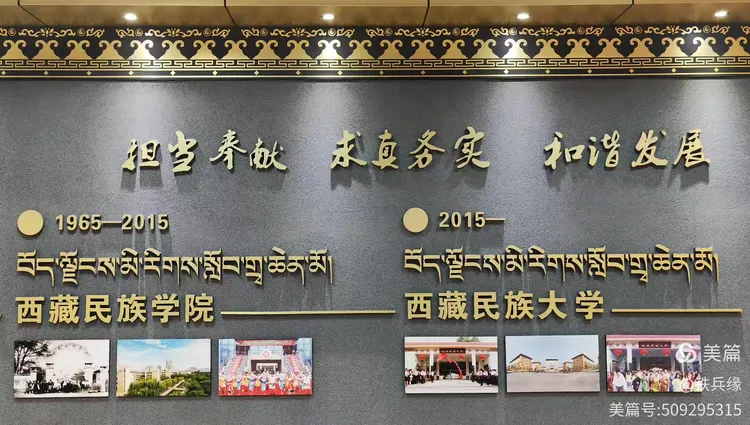 担当奉献 求真务实 和谐发展
1965—2015
བོད་ལྗོངས་མི་རིགས་སློབ་གྲྭ་ཆེན་མོ།
西藏民族学院
2015—
བོད་ལྗོངས་མི་རིགས་སློབ་གྲྭ་ཆེན་མོ།
西藏民族大学
美篇
铁兵缘
美篇号:509295315